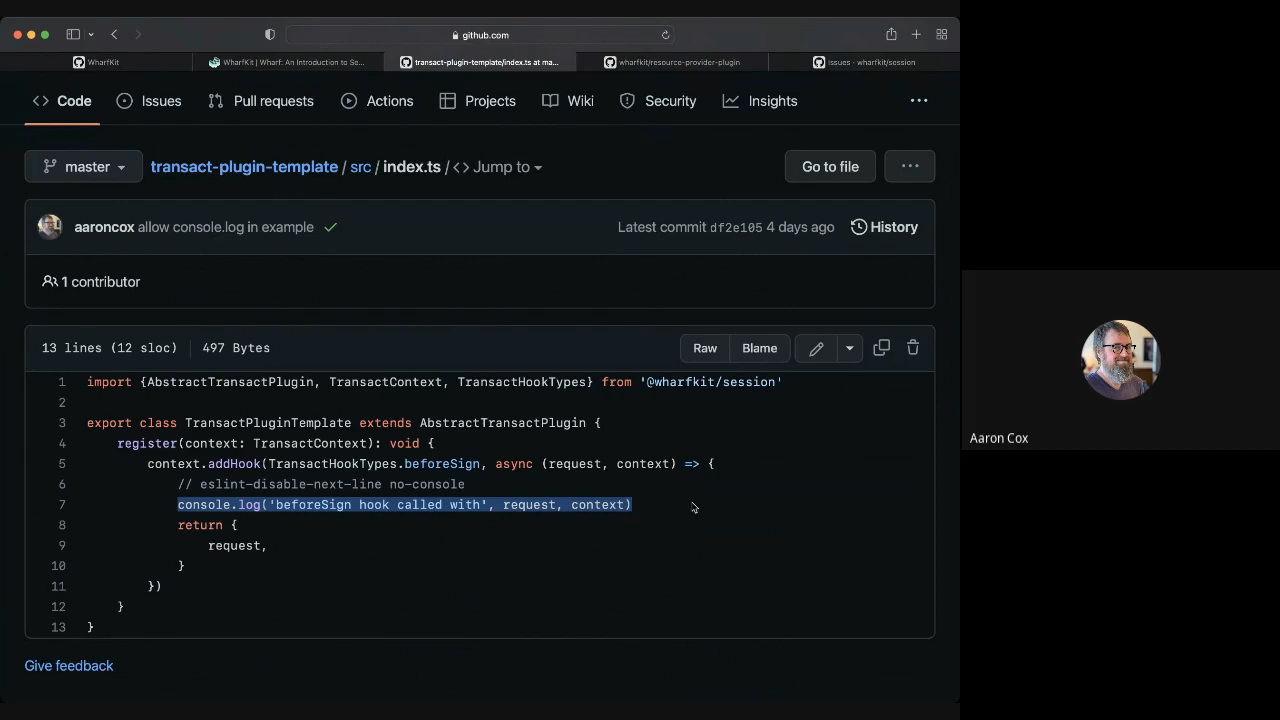 github.com
WharfKit
WharfKit | Wharf: An Introduction to Se...
transact-plugin-template/index.ts at ma...
wharfkit/resource-provider-plugin
Issues · wharfkit/session
Code
Issues
Pull requests
Actions
Projects
Wiki
Security
Insights
master
transact-plugin-template / src / index.ts / <> Jump to
Go to file
aaroncox allow console.log in example
Latest commit df2e105 4 days ago
History
1 contributor
13 lines (12 sloc)
497 Bytes
Raw
Blame
1 import {AbstractTransactPlugin, TransactContext, TransactHookTypes} from '@wharfkit/session'
2
3 export class TransactPluginTemplate extends AbstractTransactPlugin {
4 register(context: TransactContext): void {
5 context.addHook(TransactHookTypes.beforeSign, async (request, context) => {
6 // eslint-disable-next-line no-console
7 console.log('beforeSign hook called with', request, context)
8 return {
9 request,
10 }
11 })
12 }
13 }
Give feedback
Aaron Cox